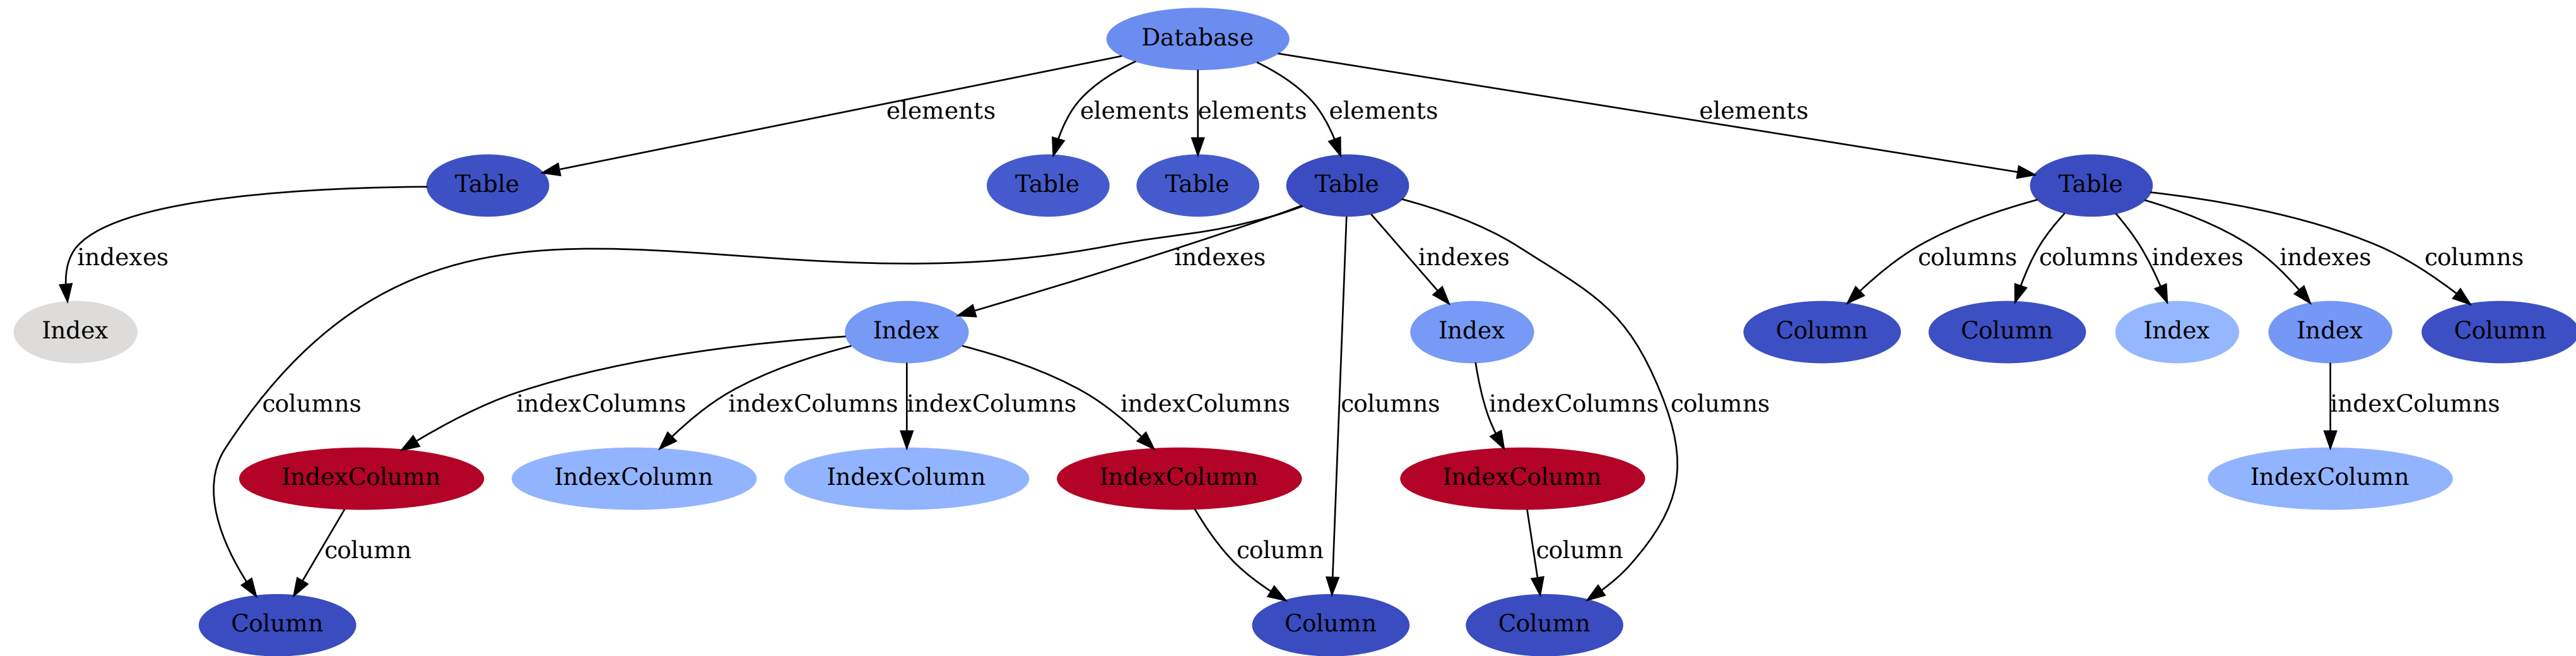 Database
elements
elements
elements
elements
elements
Table
Table
Table
Table
Table
indexes
indexes
indexes
columns
columns
indexes
indexes
columns
Index
Index
Index
Column
Column
Index
Index
Column
columns
indexColumns
indexColumns
indexColumns
indexColumns
columns
indexColumns
columns
indexColumns
IndexColumn
IndexColumn
IndexColumn
IndexColumn
IndexColumn
IndexColumn
column
column
column
Column
Column
Column